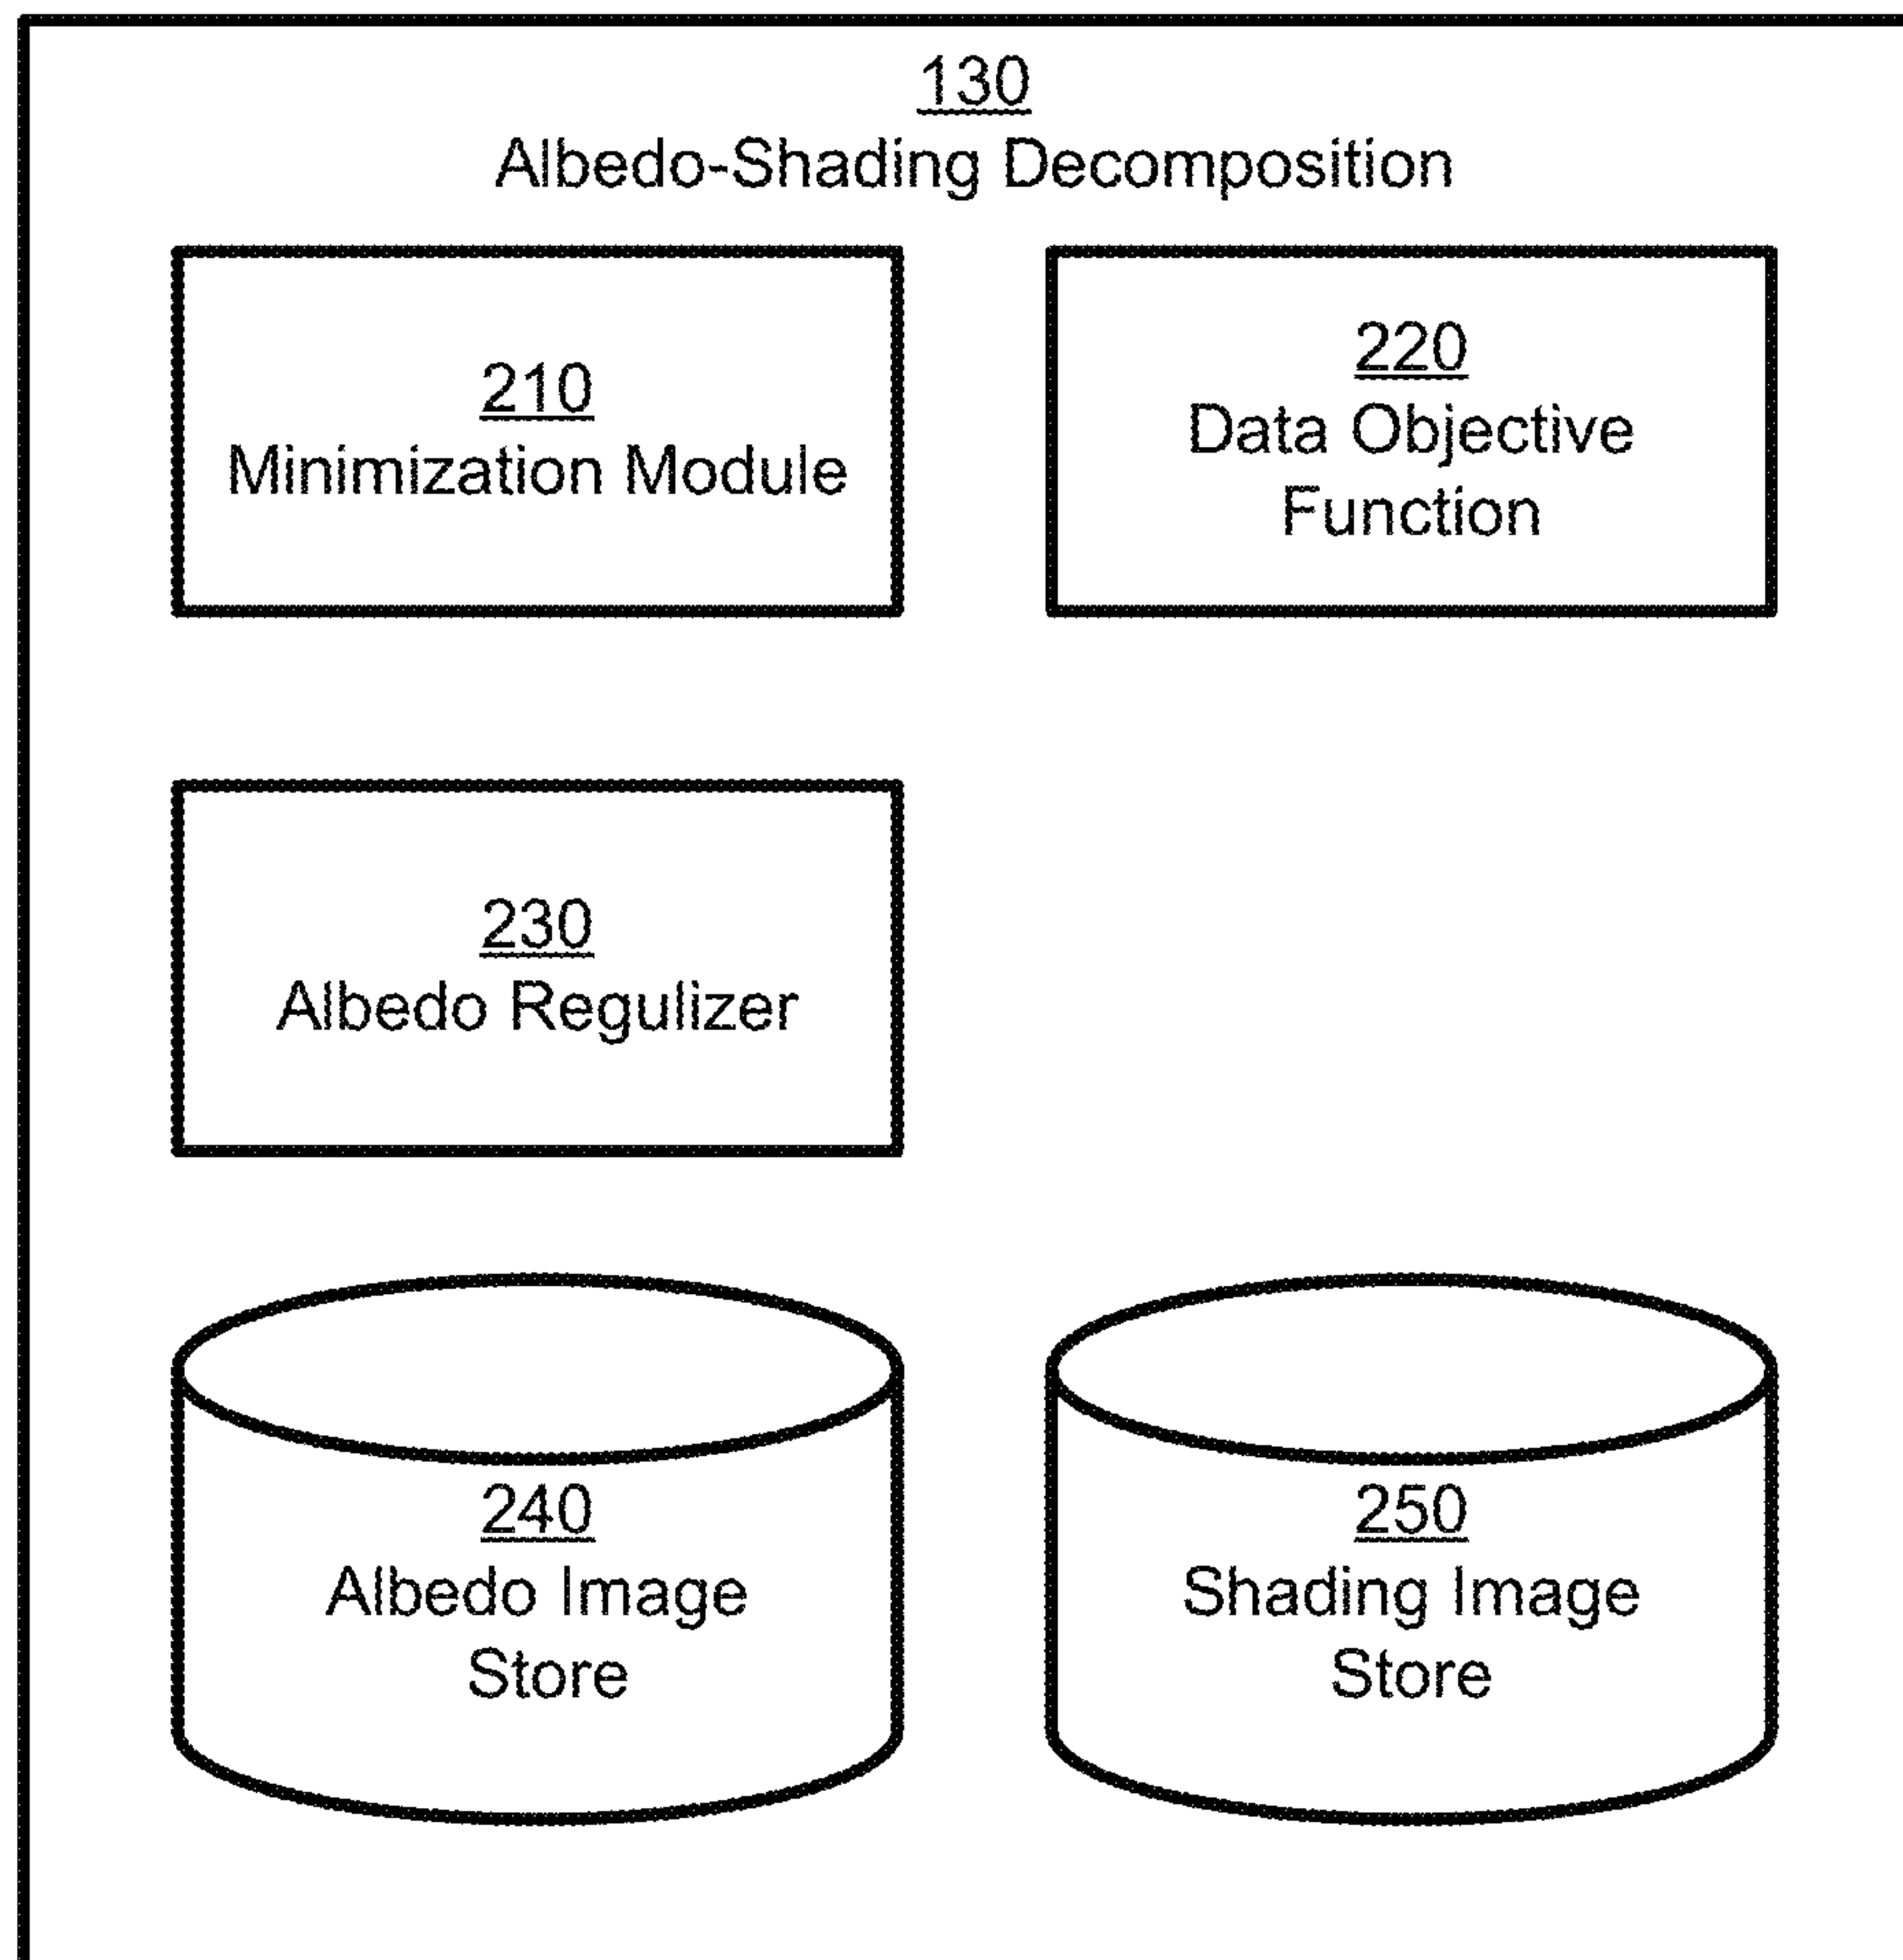 130
Albedo-Shading Decomposition
210
Minimization Module
220
Data Objective
Function
230
Albedo Regulizer
240
Albedo Image
Store
250
Shading Image
Store